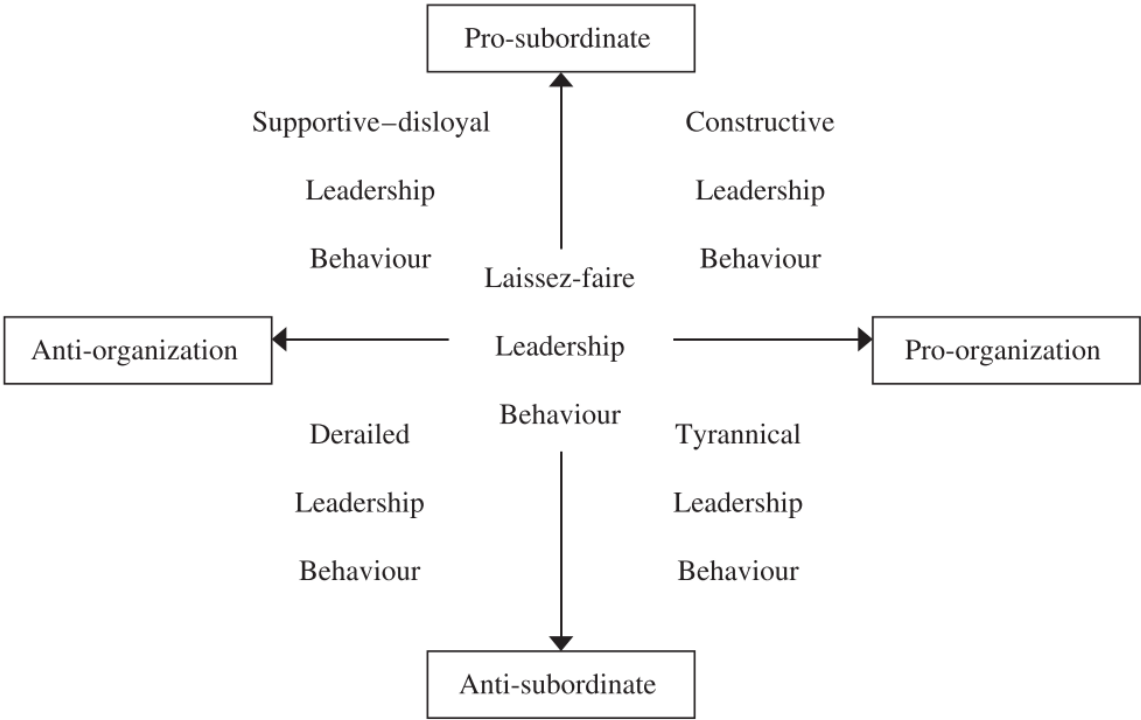 Pro-subordinate
Supportive–disloyal
Leadership
Behaviour
Constructive
Leadership
Behaviour
Laissez-faire
Leadership
Behaviour
Anti-organization
Pro-organization
Derailed
Leadership
Behaviour
Tyrannical
Leadership
Behaviour
Anti-subordinate